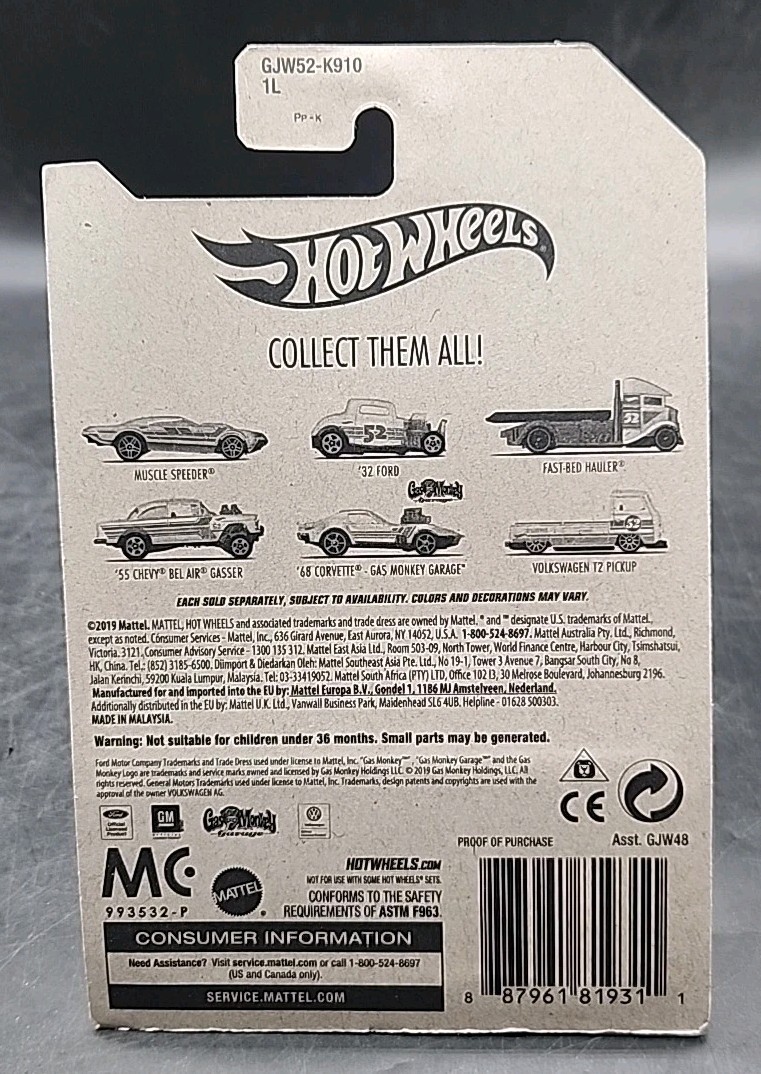 GJW52-K910
1L
PP-K
HOT WHEELS
COLLECT THEM ALL!
MUSCLE SPEEDER®
52
'32 FORD
52
FAST-BED HAULER®
Gas Monkey Garage
'55 CHEVY® BEL AIR® GASSER
'68 CORVETTE® - GAS MONKEY GARAGE™
52
VOLKSWAGEN T2 PICKUP
EACH SOLD SEPARATELY, SUBJECT TO AVAILABILITY. COLORS AND DECORATIONS MAY VARY.
©2019 Mattel. MATTEL, HOT WHEELS and associated trademarks and trade dress are owned by Mattel. ® and ™ designate U.S. trademarks of Mattel,
except as noted. Consumer Services - Mattel, Inc., 636 Girard Avenue, East Aurora, NY 14052, U.S.A. 1-800-524-8697. Mattel Australia Pty. Ltd., Richmond,
Victoria. 3121. Consumer Advisory Service - 1300 135 312. Mattel East Asia Ltd., Room 503-09, North Tower, World Finance Centre, Harbour City, Tsimshatsui,
HK, China. Tel.: (852) 3185-6500. Diimport & Diedarkan Oleh: Mattel Southeast Asia Pte. Ltd., No 19-1, Tower 3 Avenue 7, Bangsar South City, No 8,
Jalan Kerinchi, 59200 Kuala Lumpur, Malaysia. Tel: 03-33419052. Mattel South Africa (PTY) LTD, Office 102 I3, 30 Melrose Boulevard, Johannesburg 2196.
Manufactured for and imported into the EU by: Mattel Europa B.V., Gondel 1, 1186 MJ Amstelveen, Nederland.
Additionally distributed in the EU by: Mattel U.K. Ltd., Vanwall Business Park, Maidenhead SL6 4UB. Helpline - 01628 500303.
MADE IN MALAYSIA.
Warning: Not suitable for children under 36 months. Small parts may be generated.
Ford Motor Company Trademarks and Trade Dress used under license to Mattel, Inc. "Gas Monkey"™, "Gas Monkey Garage"™ and the Gas
Monkey Logo are trademarks and service marks owned and licensed by Gas Monkey Holdings LLC. © 2019 Gas Monkey Holdings, LLC. All
rights reserved. General Motors Trademarks used under license to Mattel, Inc. Trademarks, design patents and copyrights are used with the
approval of the owner VOLKSWAGEN AG.
Ford
Official
Licensed
Product
GM
OFFICIAL
Gas Monkey
Garage
CE
PROOF OF PURCHASE
Asst. GJW48
MC
993532-P
MATTEL
HOTWHEELS.COM
NOT FOR USE WITH SOME HOT WHEELS® SETS.
CONFORMS TO THE SAFETY
REQUIREMENTS OF ASTM F963.
CONSUMER INFORMATION
Need Assistance? Visit service.mattel.com or call 1-800-524-8697
(US and Canada only).
SERVICE.MATTEL.COM
8 87961 81931 1